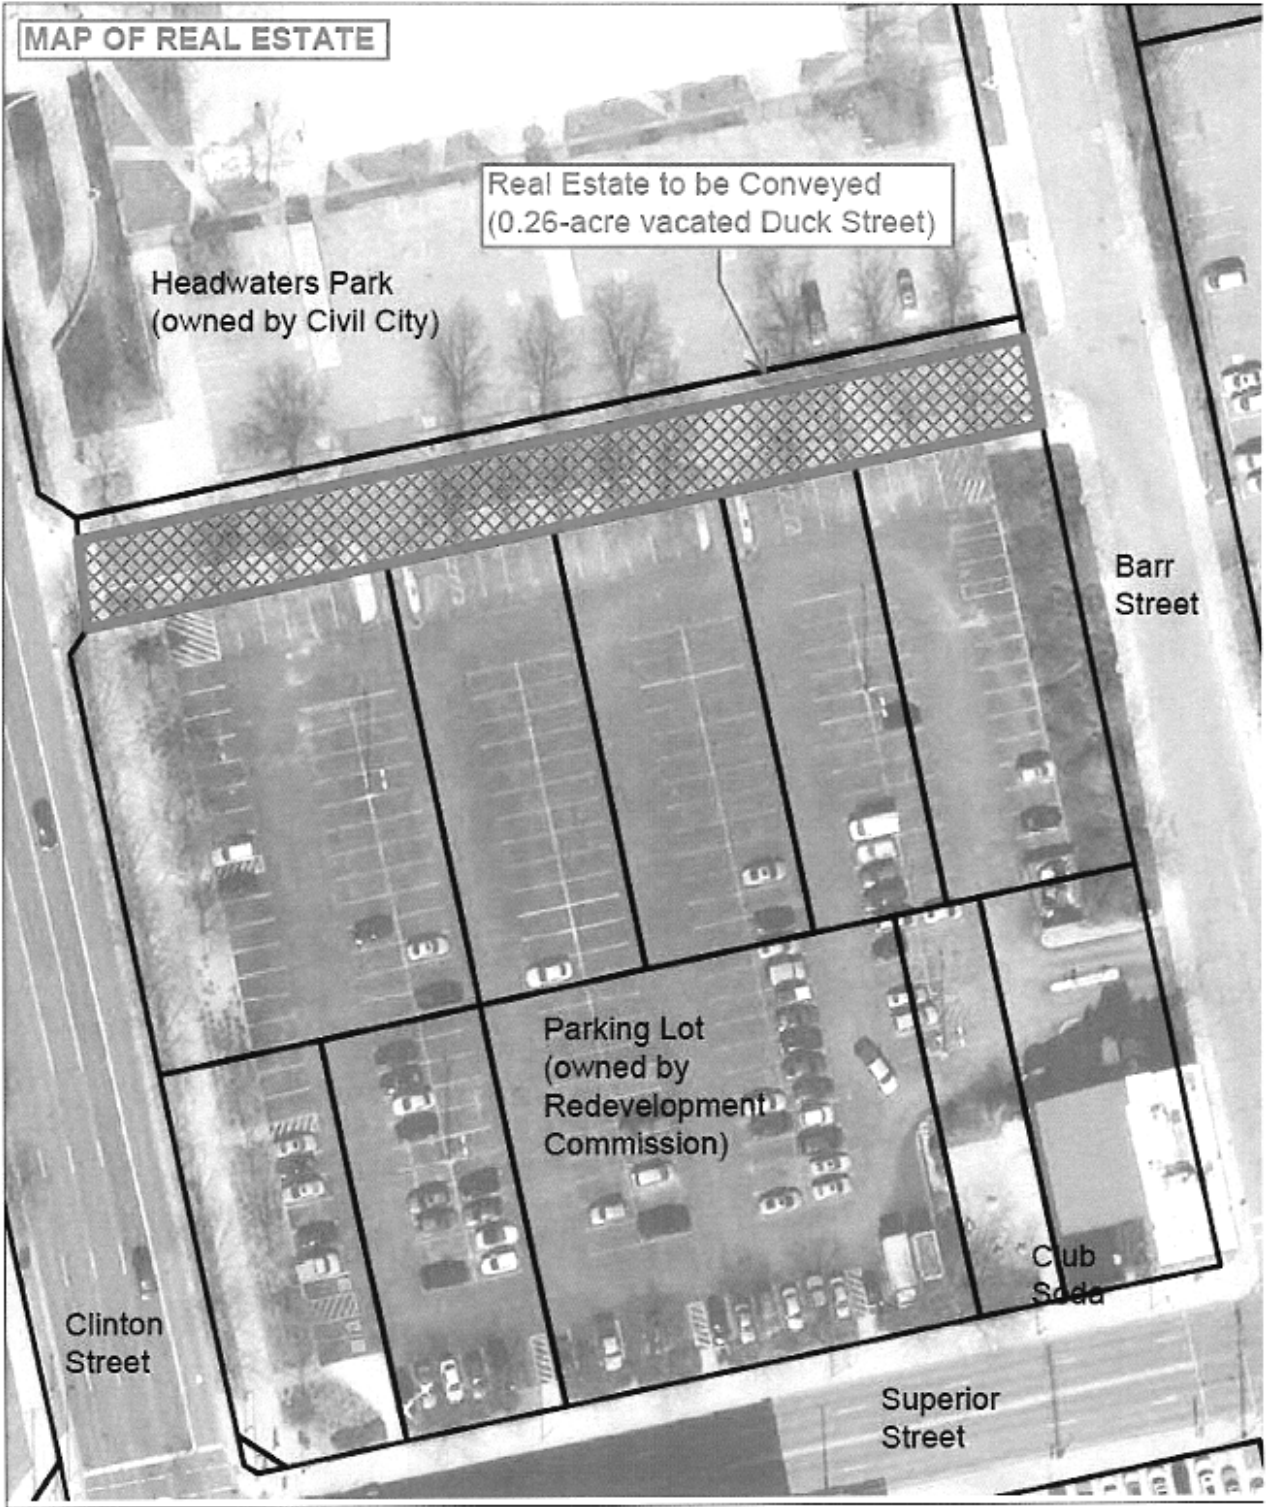 MAP OF REAL ESTATE
Real Estate to be Conveyed
(0.26-acre vacated Duck Street)
Headwaters Park
(owned by Civil City)
Barr
Street
Parking Lot
(owned by
Redevelopment
Commission)
Club
Soda
Clinton
Street
Superior
Street